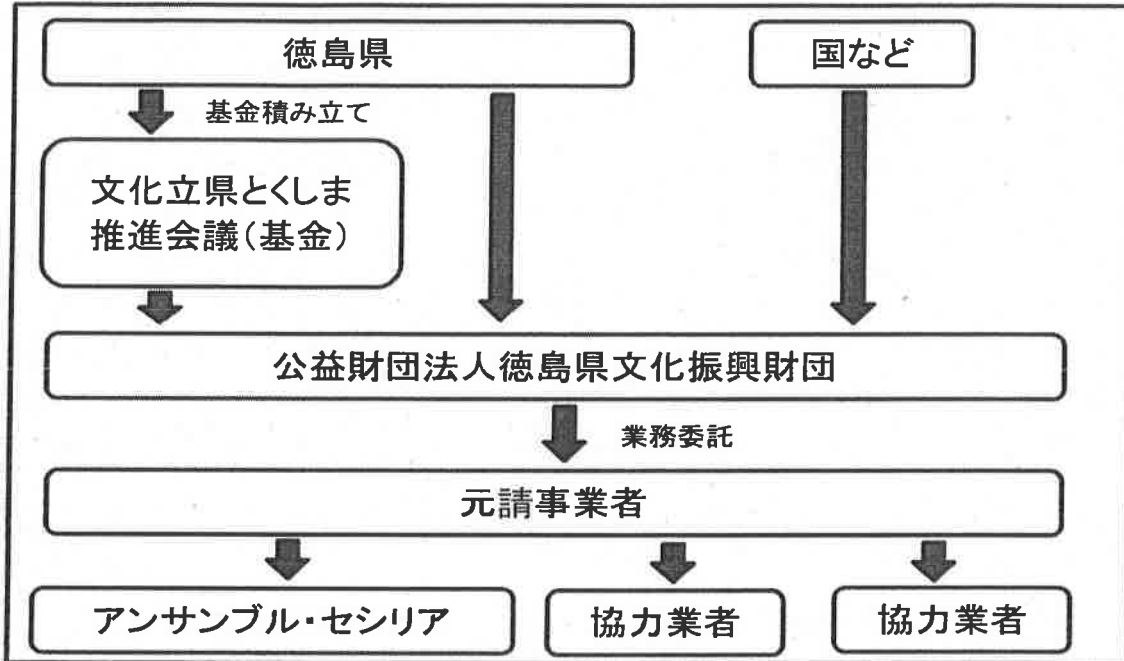 徳島県
国など
基金積み立て
文化立県とくしま
推進会議(基金)
公益財団法人徳島県文化振興財団
業務委託
元請事業者
アンサンブル・セシリア
協力業者
協力業者